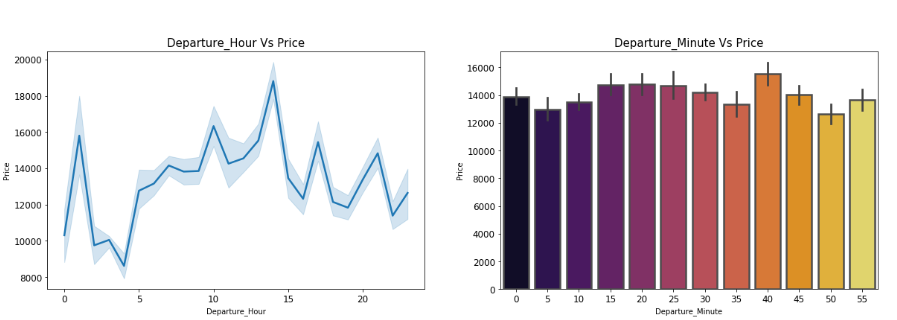 Departure_Hour Vs Price
20000
18000
16000
14000
12000
10000
8000
Price
0 5 10 15 20
Departure_Hour
Departure_Minute Vs Price
16000
14000
12000
10000
8000
6000
4000
2000
0
Price
0 5 10 15 20 25 30 35 40 45 50 55
Departure_Minute